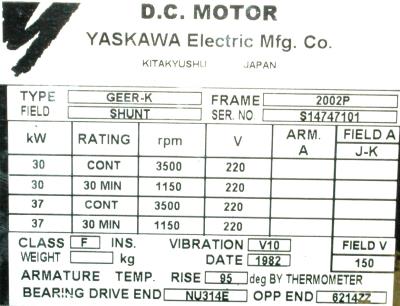 D.C. MOTOR
YASKAWA Electric Mfg. Co.
KITAKYUSHU JAPAN
TYPE GEER-K FRAME 2002P
FIELD SHUNT SER. NO. S14747101
kW RATING rpm V ARM. A FIELD A J-K
30 CONT 3500 220
30 30 MIN 1150 220
37 CONT 3500 220
37 30 MIN 1150 220
CLASS F INS. VIBRATION V10 FIELD V
WEIGHT kg DATE 1982 150
ARMATURE TEMP. RISE 95 deg BY THERMOMETER
BEARING DRIVE END NU314E OPP END 6214ZZ